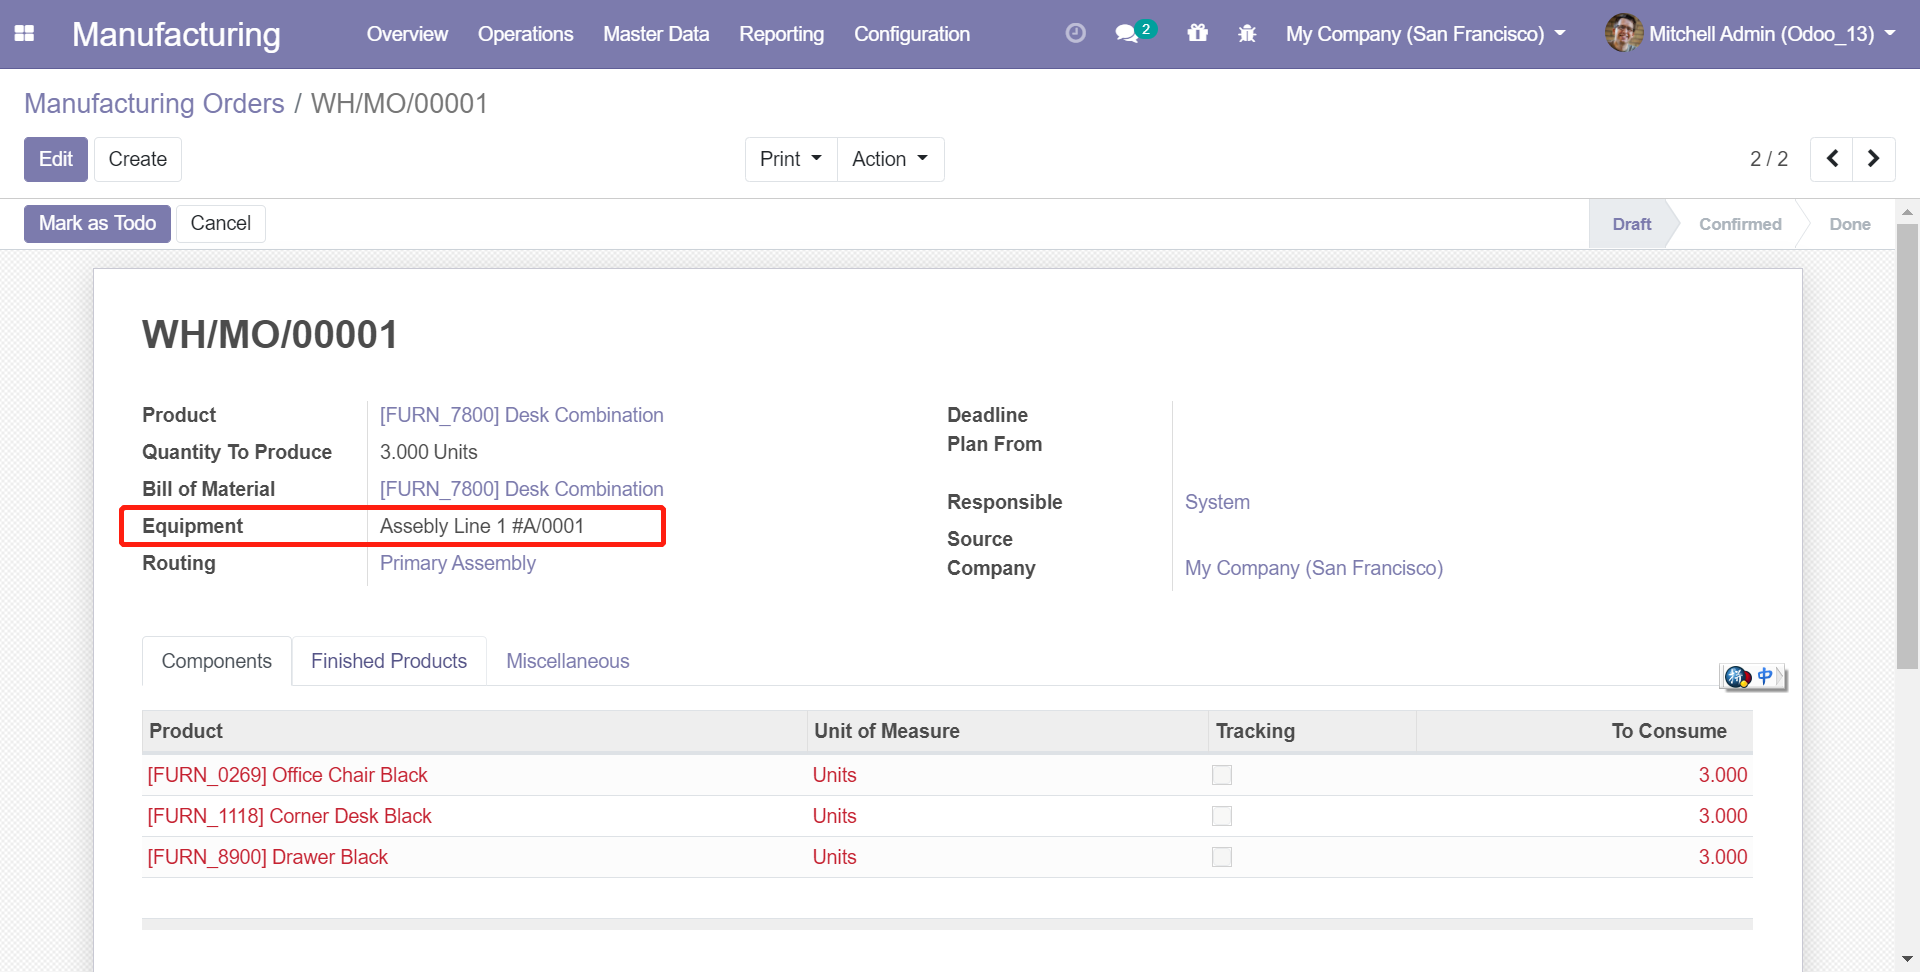 Manufacturing Overview Operations Master Data Reporting Configuration 2 My Company (San Francisco) Mitchell Admin (Odoo_13)
Manufacturing Orders / WH/MO/00001
Edit Create Print Action 2 / 2
Mark as Todo Cancel Draft Confirmed Done
WH/MO/00001
Product [FURN_7800] Desk Combination
Quantity To Produce 3.000 Units
Bill of Material [FURN_7800] Desk Combination
Equipment Assebly Line 1 #A/0001
Routing Primary Assembly
Deadline
Plan From
Responsible System
Source
Company My Company (San Francisco)
Components Finished Products Miscellaneous
中
Product Unit of Measure Tracking To Consume
[FURN_0269] Office Chair Black Units 3.000
[FURN_1118] Corner Desk Black Units 3.000
[FURN_8900] Drawer Black Units 3.000